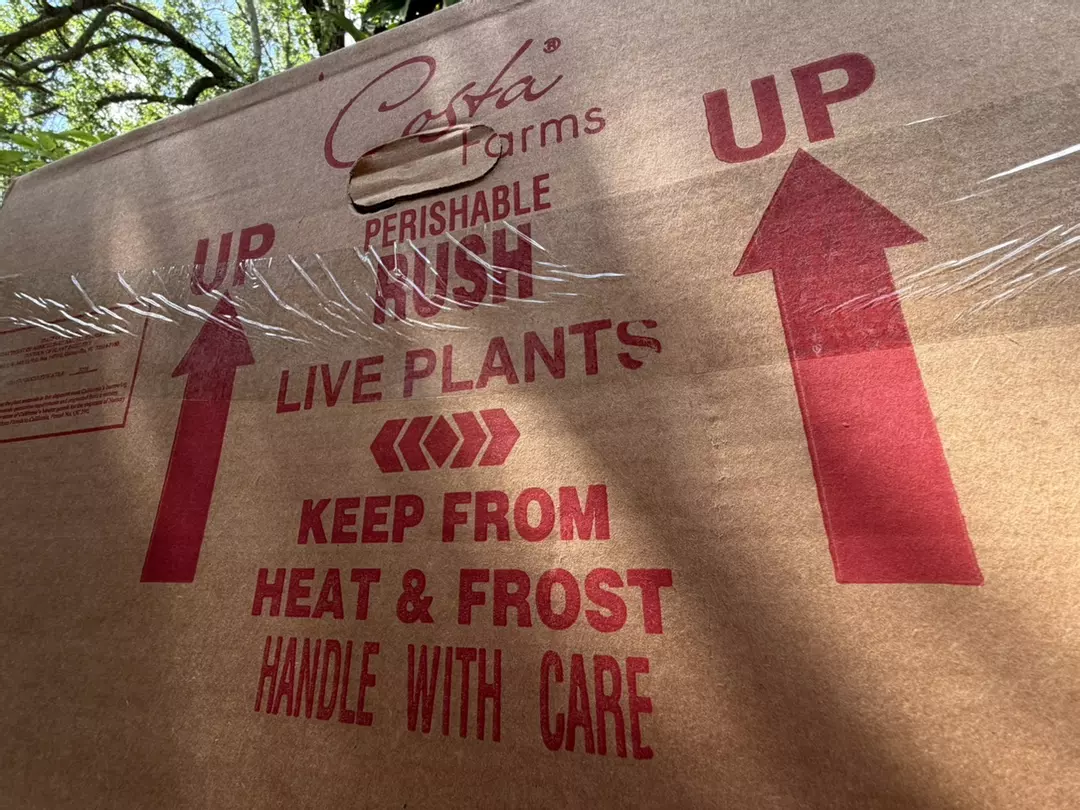 Costa®
Farms
UP
UP
PERISHABLE
RUSH
LIVE PLANTS
KEEP FROM
HEAT & FROST
HANDLE WITH CARE